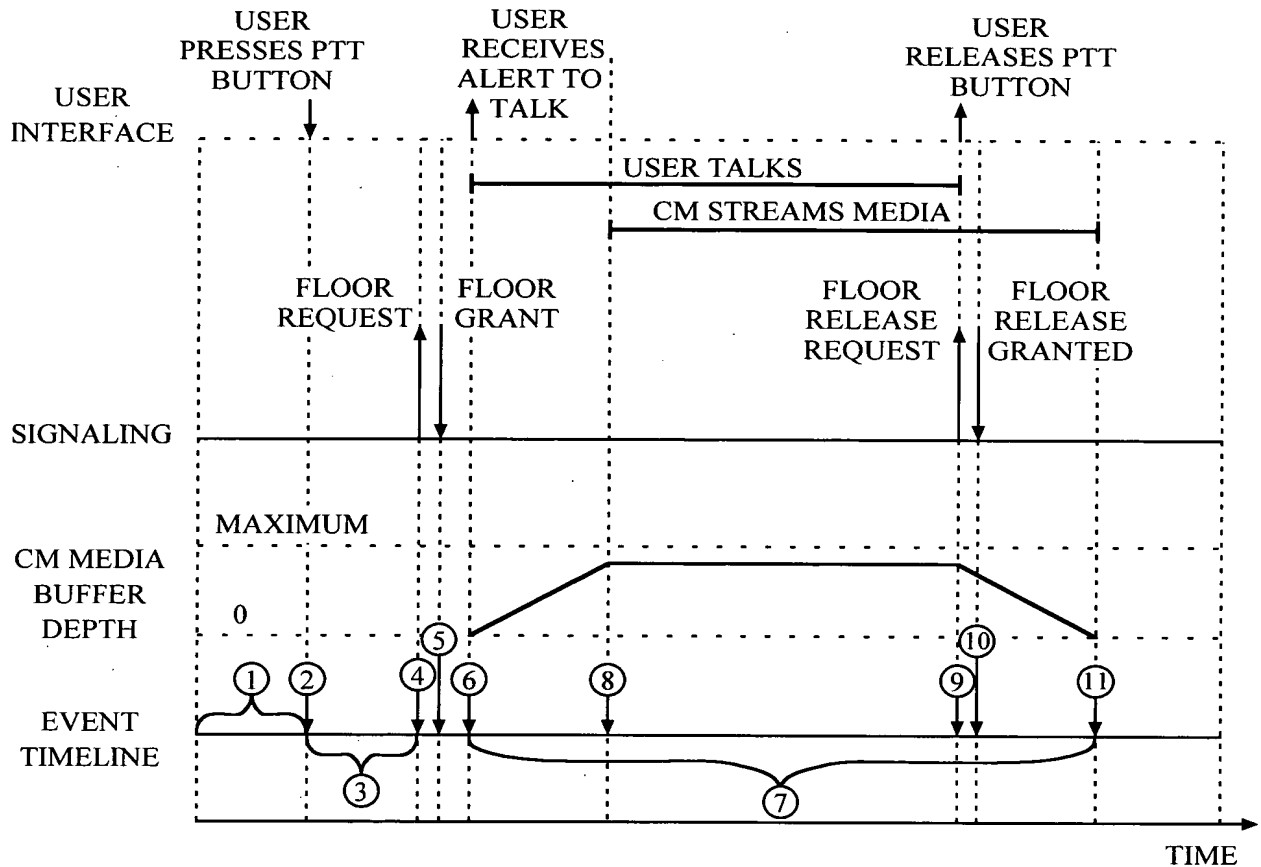 USER
PRESSES PTT
BUTTON
USER
RECEIVES
ALERT TO
TALK
USER
RELEASES PTT
BUTTON
USER
INTERFACE
USER TALKS
CM STREAMS MEDIA
FLOOR
REQUEST
FLOOR
GRANT
FLOOR
RELEASE
REQUEST
FLOOR
RELEASE
GRANTED
SIGNALING
MAXIMUM
CM MEDIA
BUFFER
DEPTH
0
1
2
3
4
5
6
7
8
9
10
11
EVENT
TIMELINE
TIME